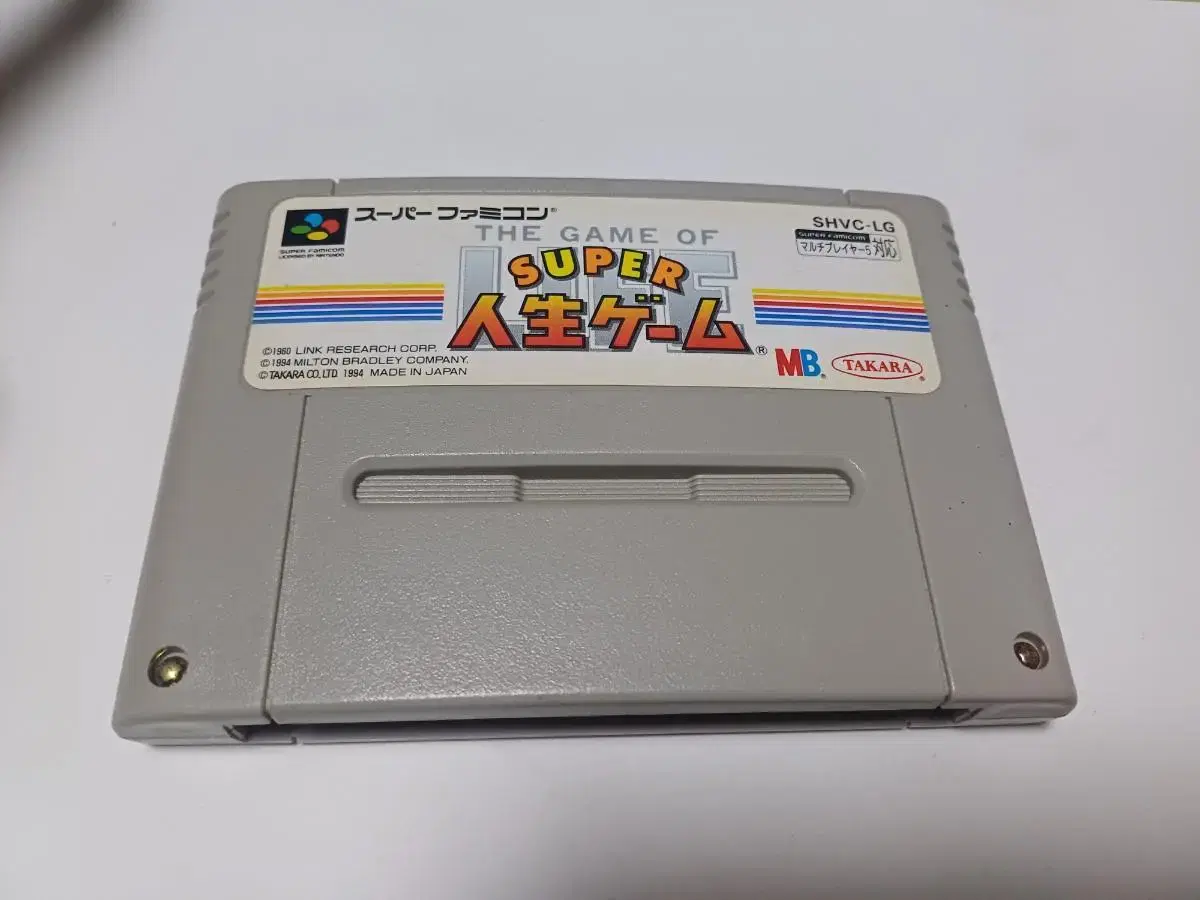 スーパーファミコン®
SUPER FAMICOM
LICENSED BY NINTENDO
SHVC-LG
SUPER FAMICOM
マルチプレイヤー5対応
THE GAME OF
LIFE
SUPER
人生ゲーム®
©1960 LINK RESEARCH CORP.
©1994 MILTON BRADLEY COMPANY.
©TAKARA CO.,LTD. 1994 MADE IN JAPAN
MB®
TAKARA®